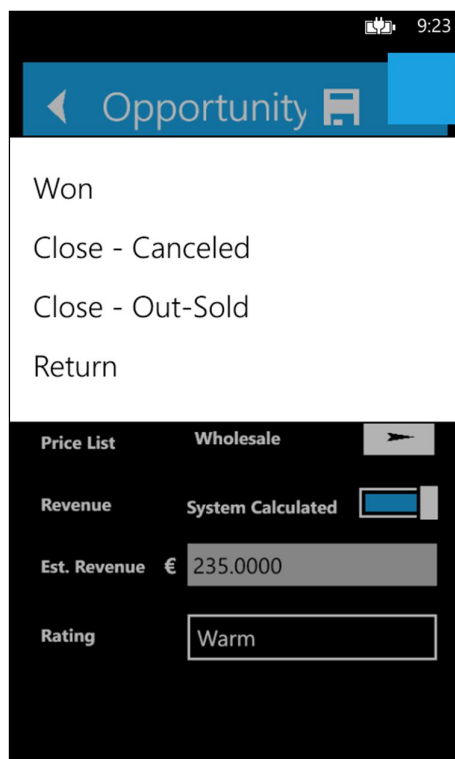 9:23
Opportunity
Won
Close - Canceled
Close - Out-Sold
Return
Price List Wholesale
Revenue System Calculated
Est. Revenue € 235.0000
Rating Warm